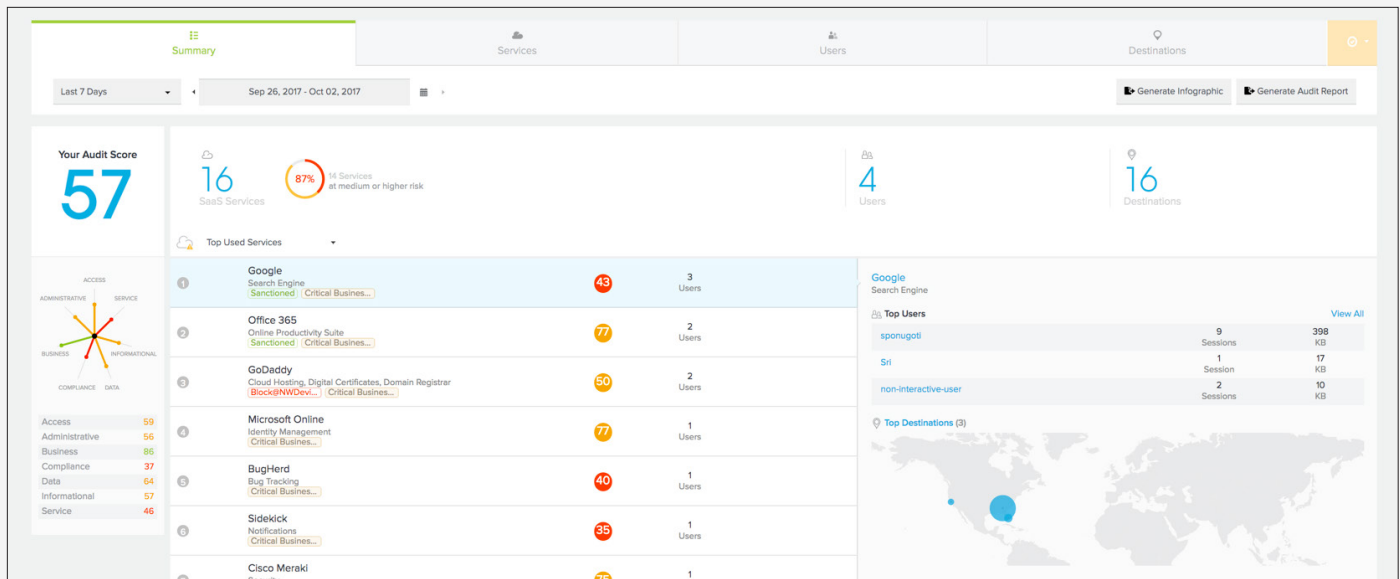 Summary
Services
Users
Destinations
Last 7 Days
Sep 26, 2017 - Oct 02, 2017
Generate Infographic
Generate Audit Report
Your Audit Score
57
16
SaaS Services
87%
14 Services
at medium or higher risk
4
Users
16
Destinations
Top Used Services
ACCESS
ADMINISTRATIVE
SERVICE
BUSINESS
INFORMATIONAL
COMPLIANCE
DATA
Access 59
Administrative 56
Business 86
Compliance 37
Data 64
Informational 57
Service 46
1
Google
Search Engine
Sanctioned Critical Busines...
43
3
Users
2
Office 365
Online Productivity Suite
Sanctioned Critical Busines...
77
2
Users
3
GoDaddy
Cloud Hosting, Digital Certificates, Domain Registrar
Block@NWDevi... Critical Busines...
50
2
Users
4
Microsoft Online
Identity Management
Critical Busines...
77
1
Users
5
BugHerd
Bug Tracking
Critical Busines...
40
1
Users
6
Sidekick
Notifications
Critical Busines...
35
1
Users
Cisco Meraki
75
1
Google
Search Engine
Top Users
View All
sponugoti
9
Sessions
398
KB
Sri
1
Session
17
KB
non-interactive-user
2
Sessions
10
KB
Top Destinations (3)